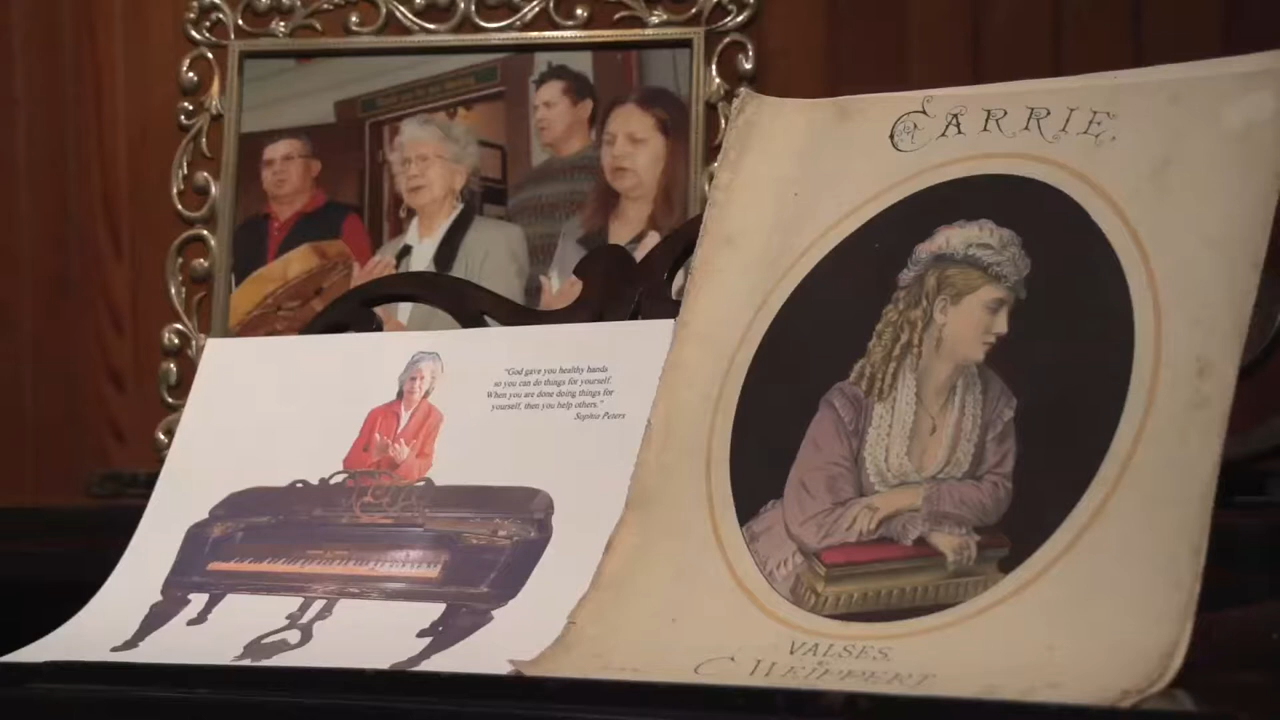 "God gave you healthy hands
so you can do things for yourself.
When you are done doing things for
yourself, then you help others."
Sophia Peters
CARRIE.
VALSES.
BY
C WEIPPERT